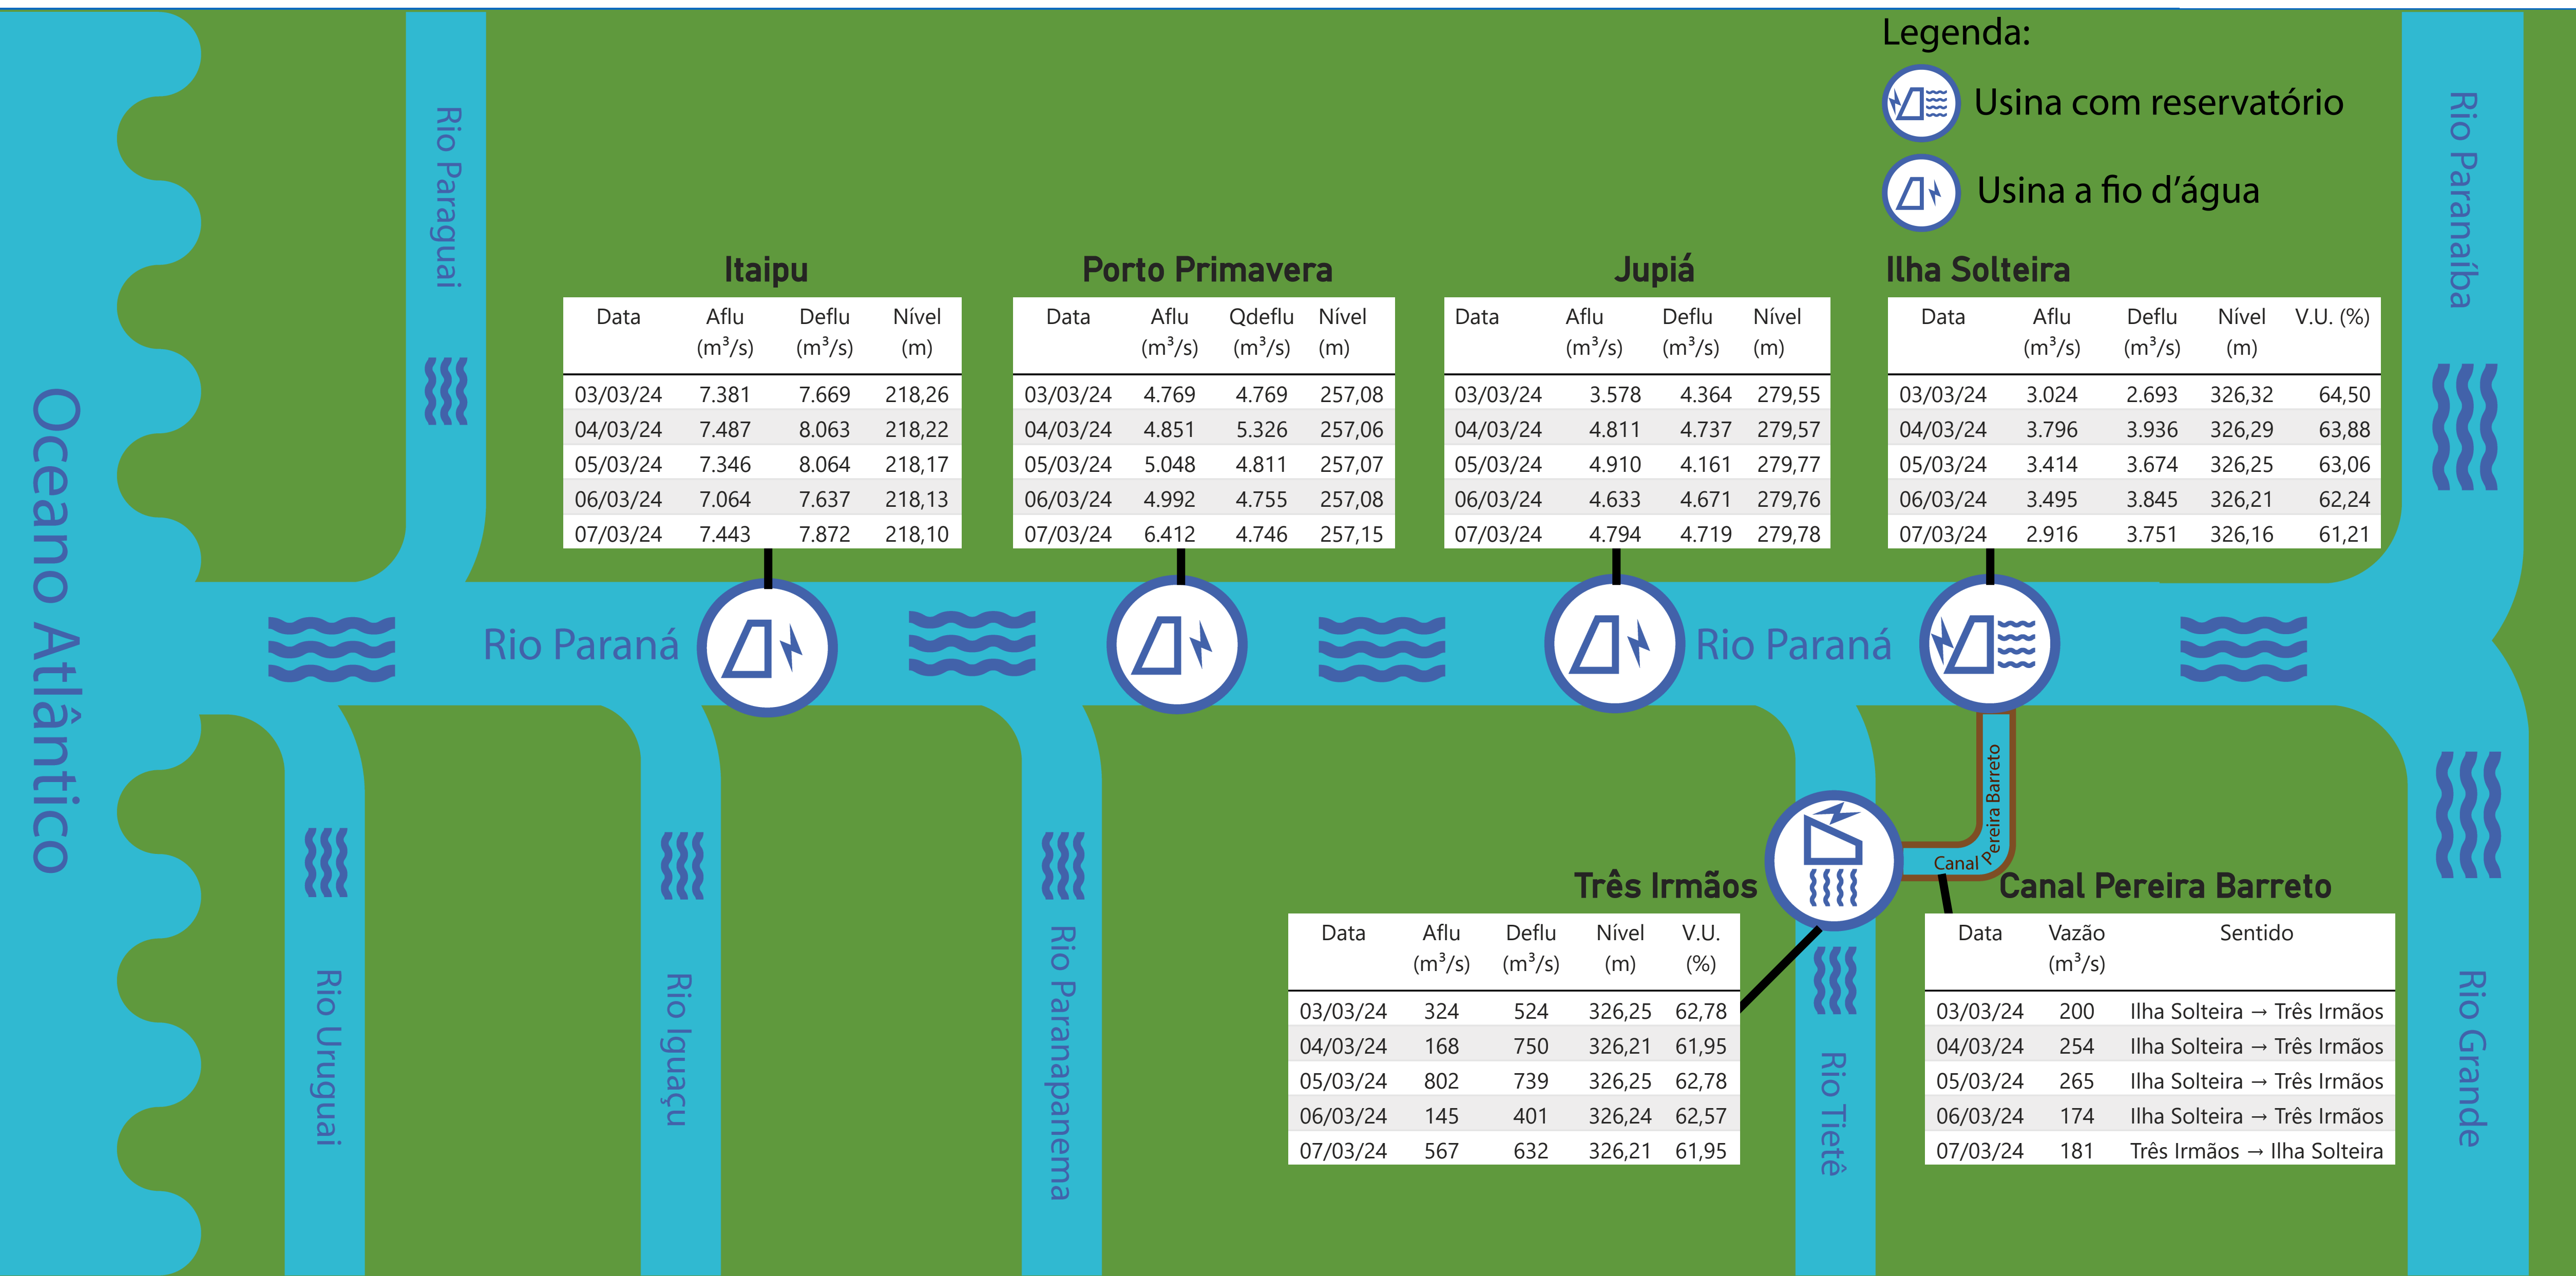 Legenda:
Usina com reservatório
Usina a fio d’água
Oceano Atlântico
Rio Paraguai
Rio Paranaíba
Itaipu
Data Aflu Deflu Nível
(m³/s) (m³/s) (m)
03/03/24 7.381 7.669 218,26
04/03/24 7.487 8.063 218,22
05/03/24 7.346 8.064 218,17
06/03/24 7.064 7.637 218,13
07/03/24 7.443 7.872 218,10
Porto Primavera
Data Aflu Qdeflu Nível
(m³/s) (m³/s) (m)
03/03/24 4.769 4.769 257,08
04/03/24 4.851 5.326 257,06
05/03/24 5.048 4.811 257,07
06/03/24 4.992 4.755 257,08
07/03/24 6.412 4.746 257,15
Jupiá
Data Aflu Deflu Nível
(m³/s) (m³/s) (m)
03/03/24 3.578 4.364 279,55
04/03/24 4.811 4.737 279,57
05/03/24 4.910 4.161 279,77
06/03/24 4.633 4.671 279,76
07/03/24 4.794 4.719 279,78
Ilha Solteira
Data Aflu Deflu Nível V.U. (%)
(m³/s) (m³/s) (m)
03/03/24 3.024 2.693 326,32 64,50
04/03/24 3.796 3.936 326,29 63,88
05/03/24 3.414 3.674 326,25 63,06
06/03/24 3.495 3.845 326,21 62,24
07/03/24 2.916 3.751 326,16 61,21
Rio Paraná
Rio Paraná
Canal Pereira Barreto
Três Irmãos
Data Aflu Deflu Nível V.U.
(m³/s) (m³/s) (m) (%)
03/03/24 324 524 326,25 62,78
04/03/24 168 750 326,21 61,95
05/03/24 802 739 326,25 62,78
06/03/24 145 401 326,24 62,57
07/03/24 567 632 326,21 61,95
Canal Pereira Barreto
Data Vazão Sentido
(m³/s)
03/03/24 200 Ilha Solteira → Três Irmãos
04/03/24 254 Ilha Solteira → Três Irmãos
05/03/24 265 Ilha Solteira → Três Irmãos
06/03/24 174 Ilha Solteira → Três Irmãos
07/03/24 181 Três Irmãos → Ilha Solteira
Rio Uruguai
Rio Iguaçu
Rio Paranapanema
Rio Tietê
Rio Grande